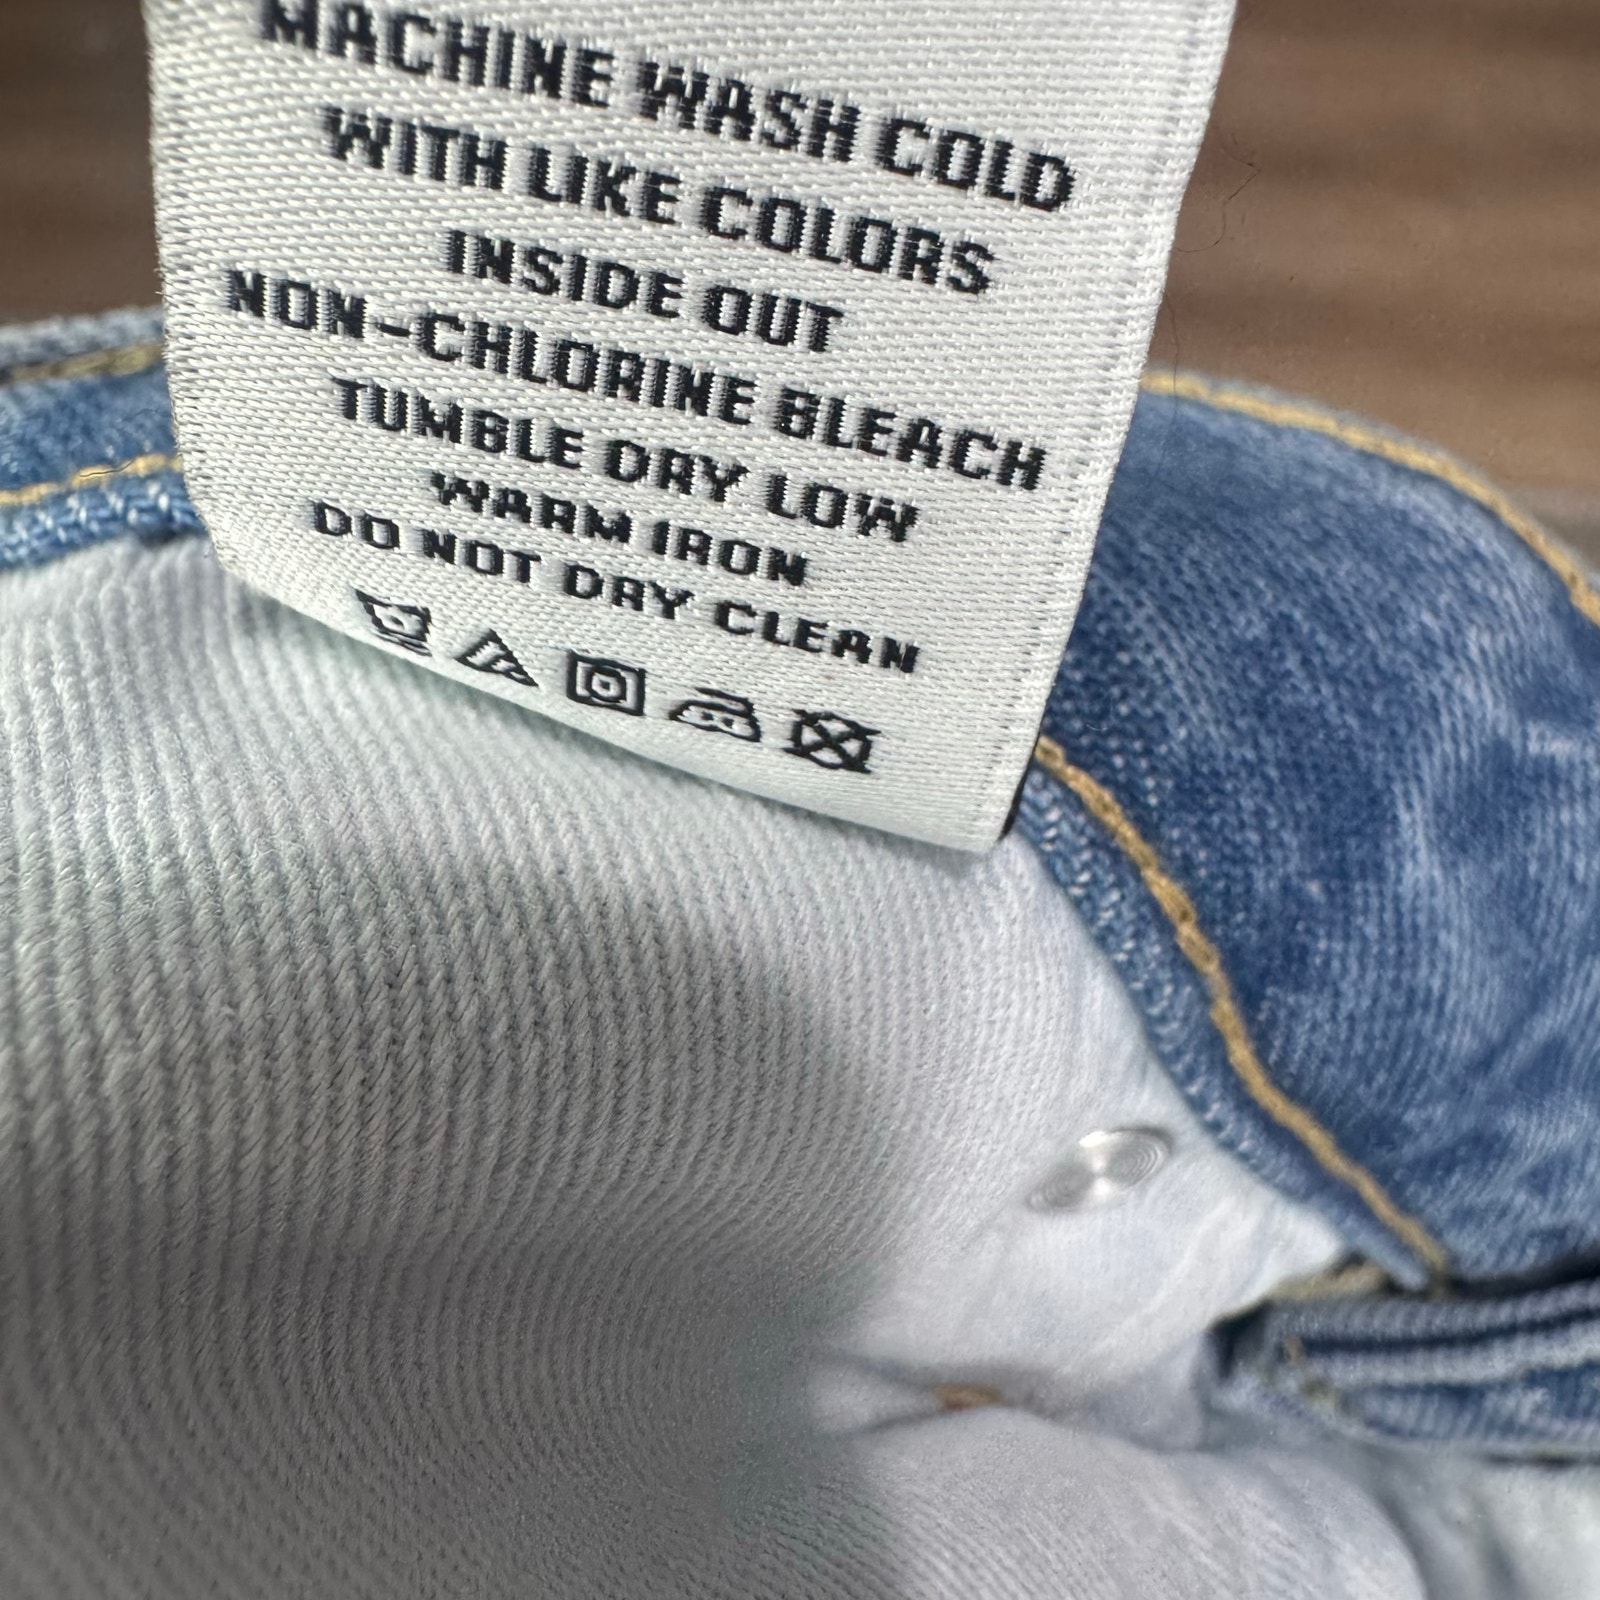 MACHINE WASH COLD
WITH LIKE COLORS
INSIDE OUT
NON-CHLORINE BLEACH
TUMBLE DRY LOW
WARM IRON
DO NOT DRY CLEAN